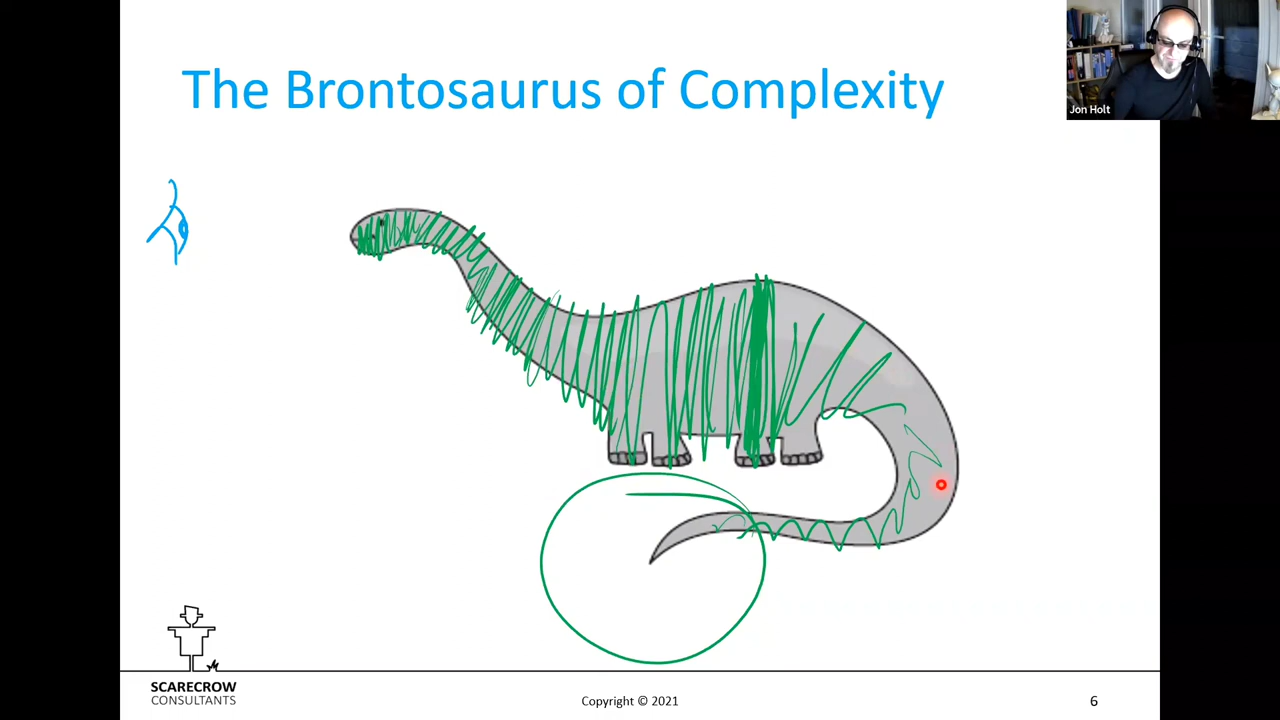 The Brontosaurus of Complexity
Jon Holt
SCARECROW
CONSULTANTS
Copyright © 2021
6